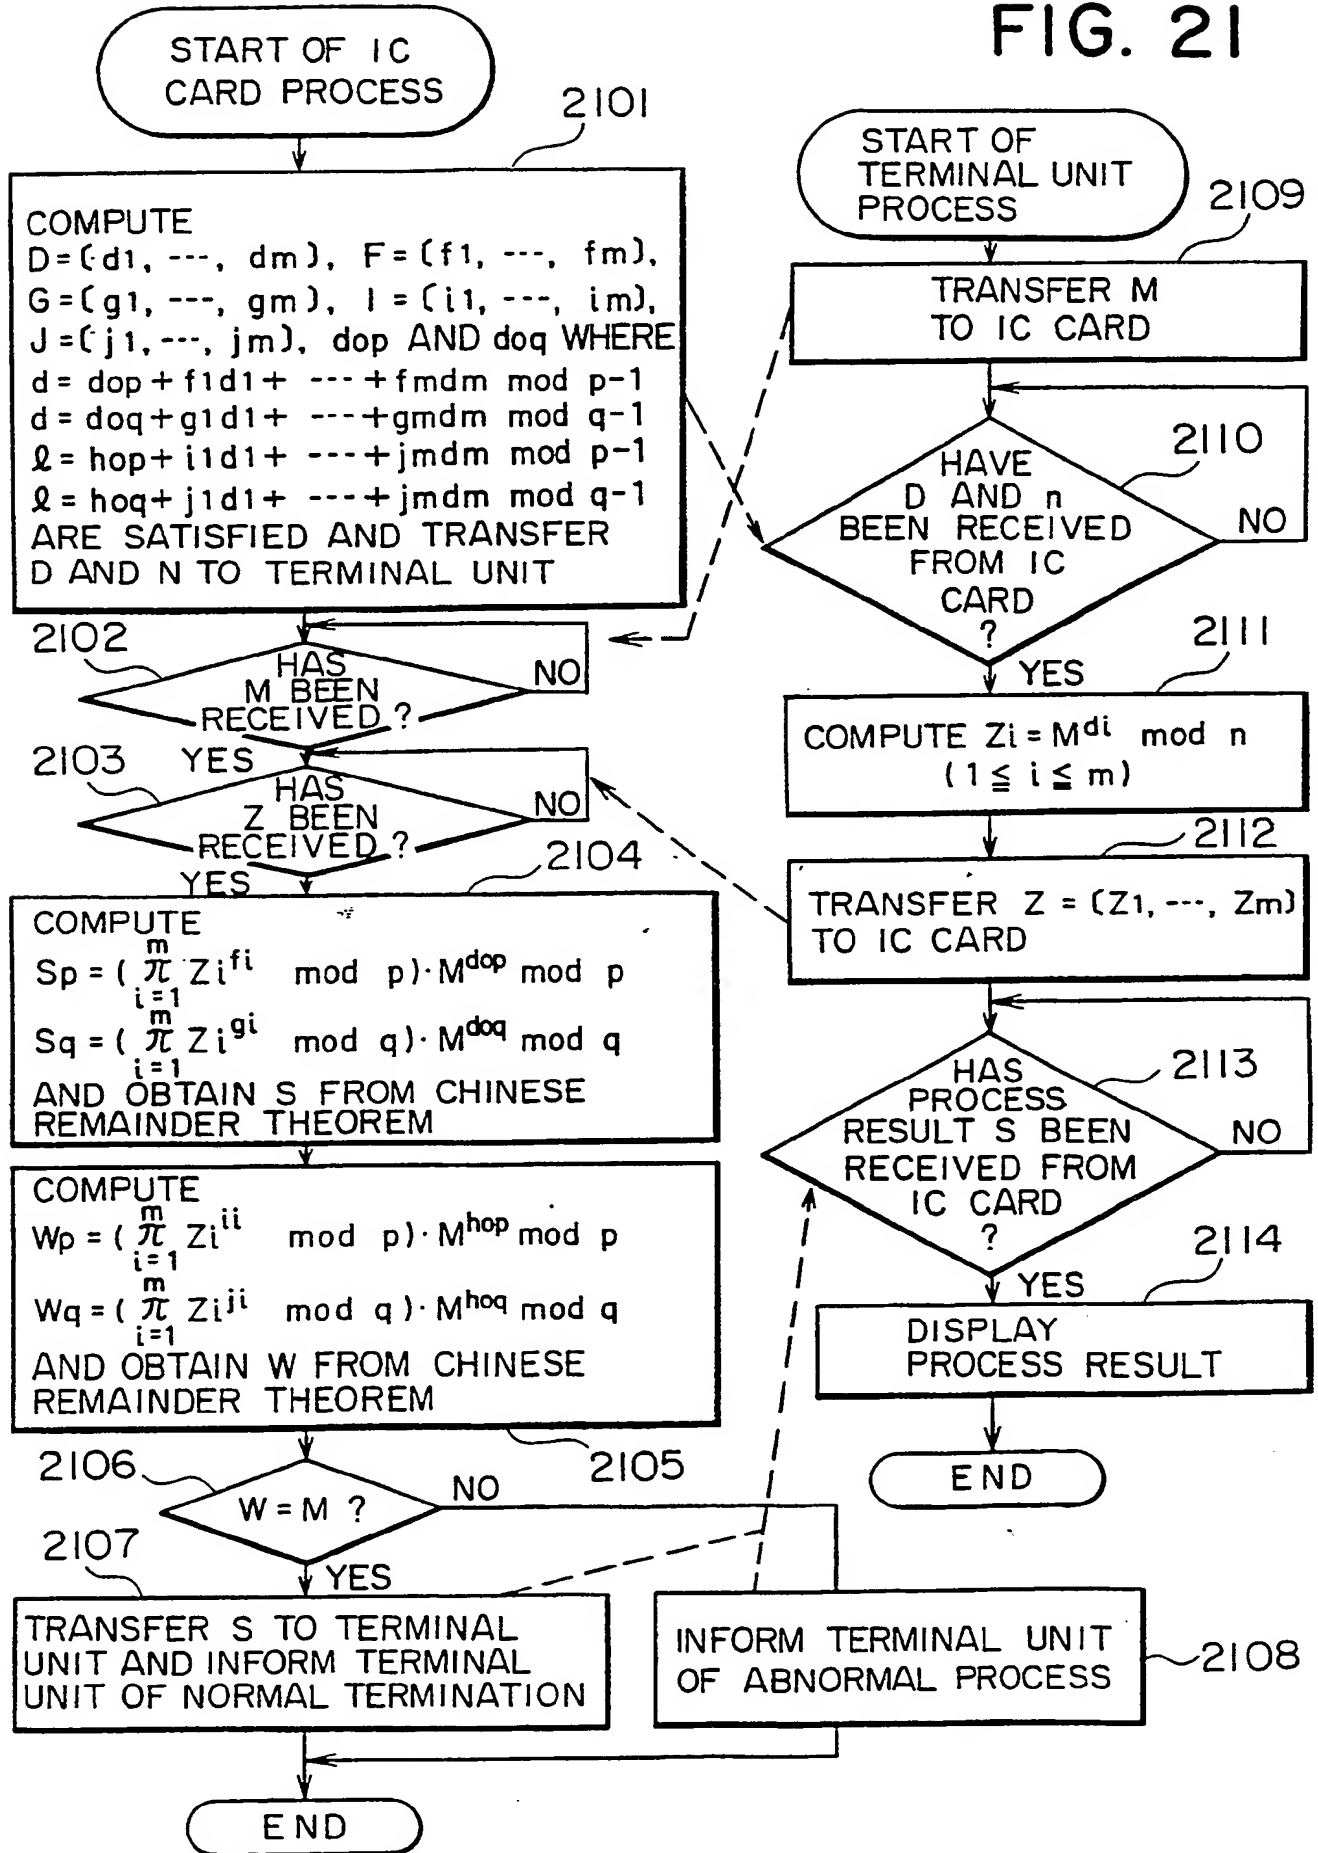 FIG. 21
START OF IC
CARD PROCESS
2101
COMPUTE
D=(d1, ---, dm), F=(f1, ---, fm),
G=(g1, ---, gm), I=(i1, ---, im),
J=(j1, ---, jm), dop AND doq WHERE
d=dop+f1d1+ ---+fmdm mod p-1
d=doq+g1d1+ ---+gmdm mod q-1
ℓ=hop+i1d1+ ---+jmdm mod p-1
ℓ=hoq+j1d1+ ---+jmdm mod q-1
ARE SATISFIED AND TRANSFER
D AND N TO TERMINAL UNIT
2102
HAS
M BEEN
RECEIVED ?
NO
YES
2103
HAS
Z BEEN
RECEIVED ?
NO
YES
2104
COMPUTE
Sp = ( π_{i=1}^{m} Zi^{fi} mod p)·M^{dop} mod p
Sq = ( π_{i=1}^{m} Zi^{gi} mod q)·M^{doq} mod q
AND OBTAIN S FROM CHINESE
REMAINDER THEOREM
COMPUTE
Wp = ( π_{i=1}^{m} Zi^{ii} mod p)·M^{hop} mod p
Wq = ( π_{i=1}^{m} Zi^{ji} mod q)·M^{hoq} mod q
AND OBTAIN W FROM CHINESE
REMAINDER THEOREM
2105
2106
W = M ?
NO
YES
2107
TRANSFER S TO TERMINAL
UNIT AND INFORM TERMINAL
UNIT OF NORMAL TERMINATION
INFORM TERMINAL UNIT
OF ABNORMAL PROCESS
2108
END
START OF
TERMINAL UNIT
PROCESS
2109
TRANSFER M
TO IC CARD
2110
HAVE
D AND n
BEEN RECEIVED
FROM IC
CARD
?
NO
YES
2111
COMPUTE Zi = M^{di} mod n
( 1 ≦ i ≦ m )
2112
TRANSFER Z = (Z1, ---, Zm)
TO IC CARD
2113
HAS
PROCESS
RESULT S BEEN
RECEIVED FROM
IC CARD
?
NO
YES
2114
DISPLAY
PROCESS RESULT
END